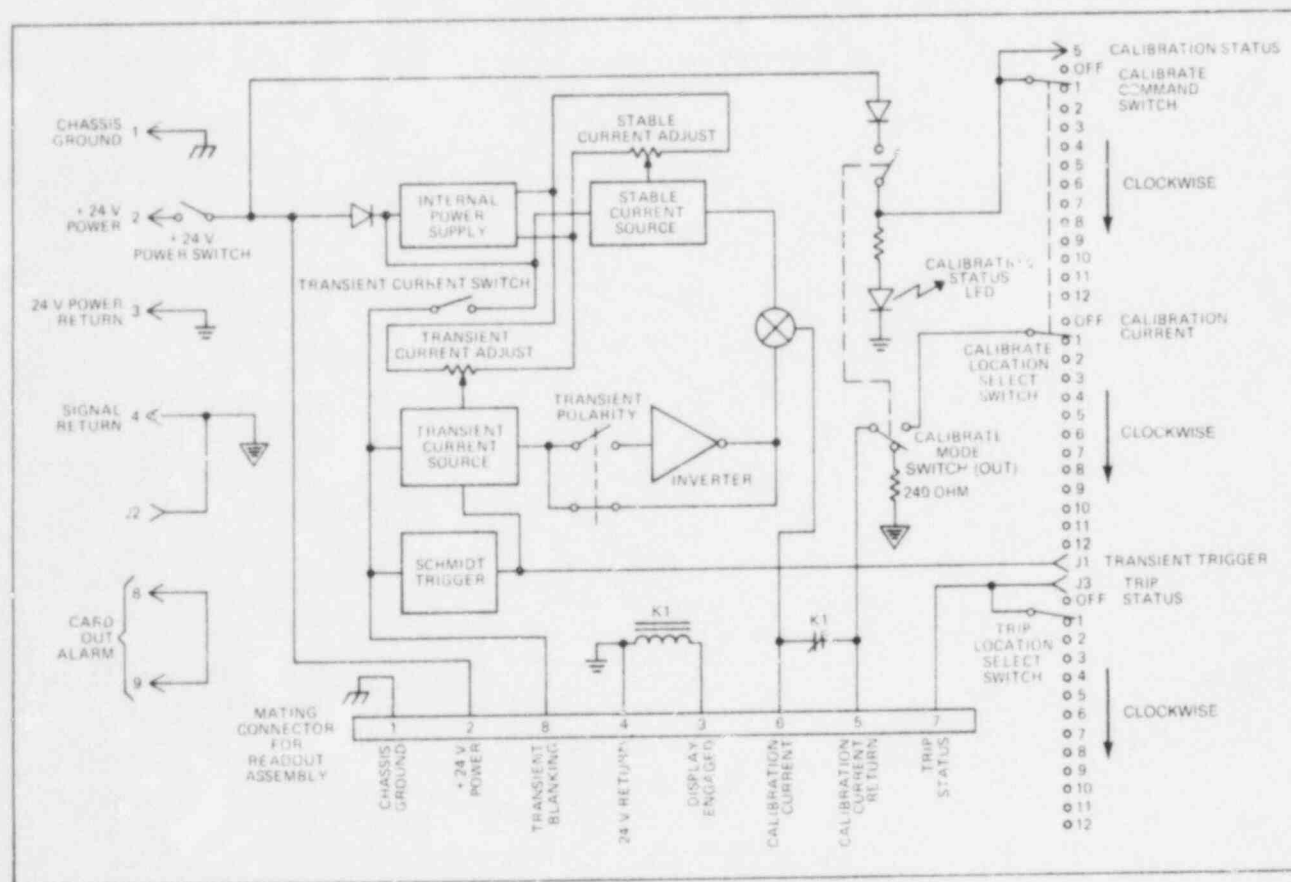 CHASSIS
GROUND 1
+ 24 V
POWER 2
+ 24 V
POWER SWITCH
24 V POWER
RETURN 3
SIGNAL
RETURN 4
J2
CARD
OUT
ALARM
8
9
INTERNAL
POWER
SUPPLY
STABLE
CURRENT ADJUST
STABLE
CURRENT
SOURCE
TRANSIENT CURRENT SWITCH
TRANSIENT
CURRENT ADJUST
TRANSIENT
CURRENT
SOURCE
TRANSIENT
POLARITY
INVERTER
SCHMIDT
TRIGGER
K1
K1
STATUS
LED
CALIBRATE
LOCATION
SELECT
SWITCH
CALIBRATE
MODE
SWITCH (OUT)
240 OHM
TRIP
LOCATION
SELECT
SWITCH
5 CALIBRATION STATUS
OFF CALIBRATE
COMMAND
SWITCH
1
2
3
4
5
6
7
8
9
10
11
12
CLOCKWISE
OFF CALIBRATION
CURRENT
1
2
3
4
5
6
7
8
9
10
11
12
CLOCKWISE
J1 TRANSIENT TRIGGER
J3 TRIP
STATUS
OFF
1
2
3
4
5
6
7
8
9
10
11
12
CLOCKWISE
MATING
CONNECTOR
FOR
READOUT
ASSEMBLY
1 2 8 4 3 6 5 7
CHASSIS
GROUND
+ 24 V
POWER
TRANSIENT
BLANKING
24 V RETURN
DISPLAY
ENGAGED
CALIBRATION
CURRENT
CALIBRATION
CURRENT
RETURN
TRIP
STATUS